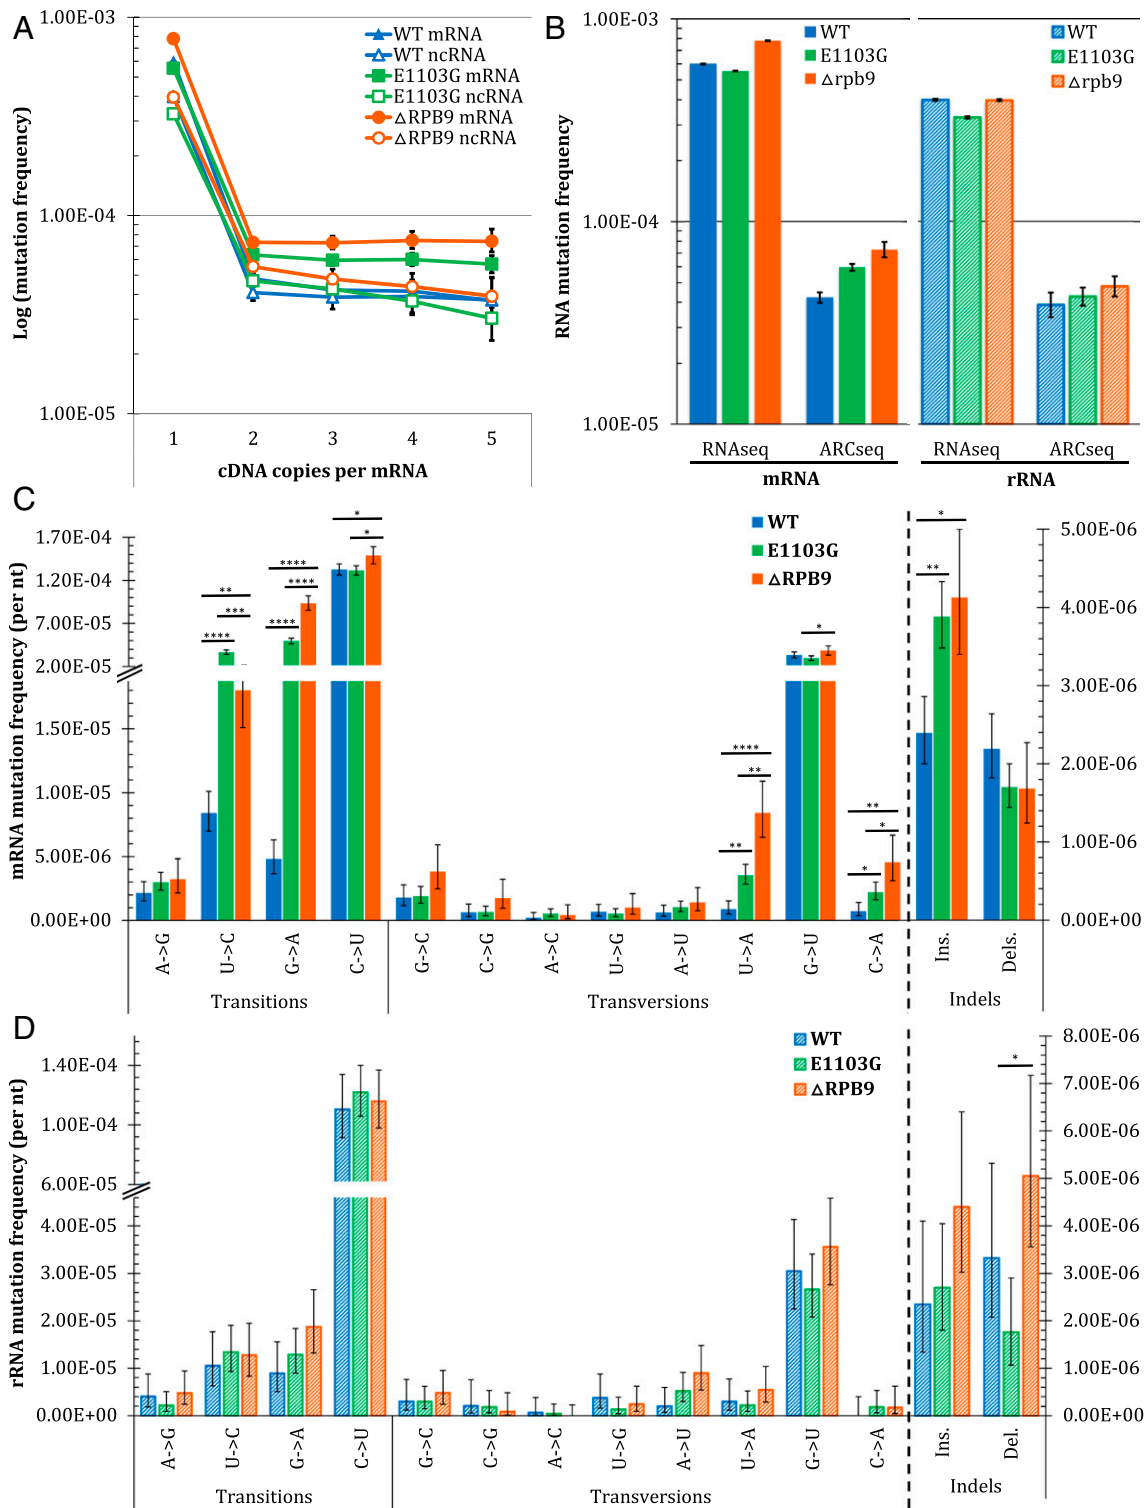 A
Log (mutation frequency)
1.00E-03
1.00E-04
1.00E-05
WT mRNA
WT ncRNA
E1103G mRNA
E1103G ncRNA
△RPB9 mRNA
△RPB9 ncRNA
1 2 3 4 5
cDNA copies per mRNA
B
RNA mutation frequency
1.00E-03
1.00E-04
1.00E-05
WT
E1103G
△rpb9
WT
E1103G
△rpb9
RNAseq ARCseq RNAseq ARCseq
mRNA rRNA
C
mRNA mutation frequency (per nt)
1.70E-04
1.20E-04
7.00E-05
2.00E-05
1.50E-05
1.00E-05
5.00E-06
0.00E+00
WT
E1103G
△RPB9
** *** ****
**** **** ****
* *
**** ** **
*
** * *
* **
5.00E-06
4.00E-06
3.00E-06
2.00E-06
1.00E-06
0.00E+00
A->G U->C G->A C->U G->C C->G A->C U->G A->U U->A G->U C->A Ins. Dels.
Transitions Transversions Indels
D
rRNA mutation frequency (per nt)
1.40E-04
1.00E-04
6.00E-05
4.00E-05
3.00E-05
2.00E-05
1.00E-05
0.00E+00
WT
E1103G
△RPB9
*
8.00E-06
7.00E-06
6.00E-06
5.00E-06
4.00E-06
3.00E-06
2.00E-06
1.00E-06
0.00E+00
A->G U->C G->A C->U G->C C->G A->C U->G A->U U->A G->U C->A Ins. Del.
Transitions Transversions Indels